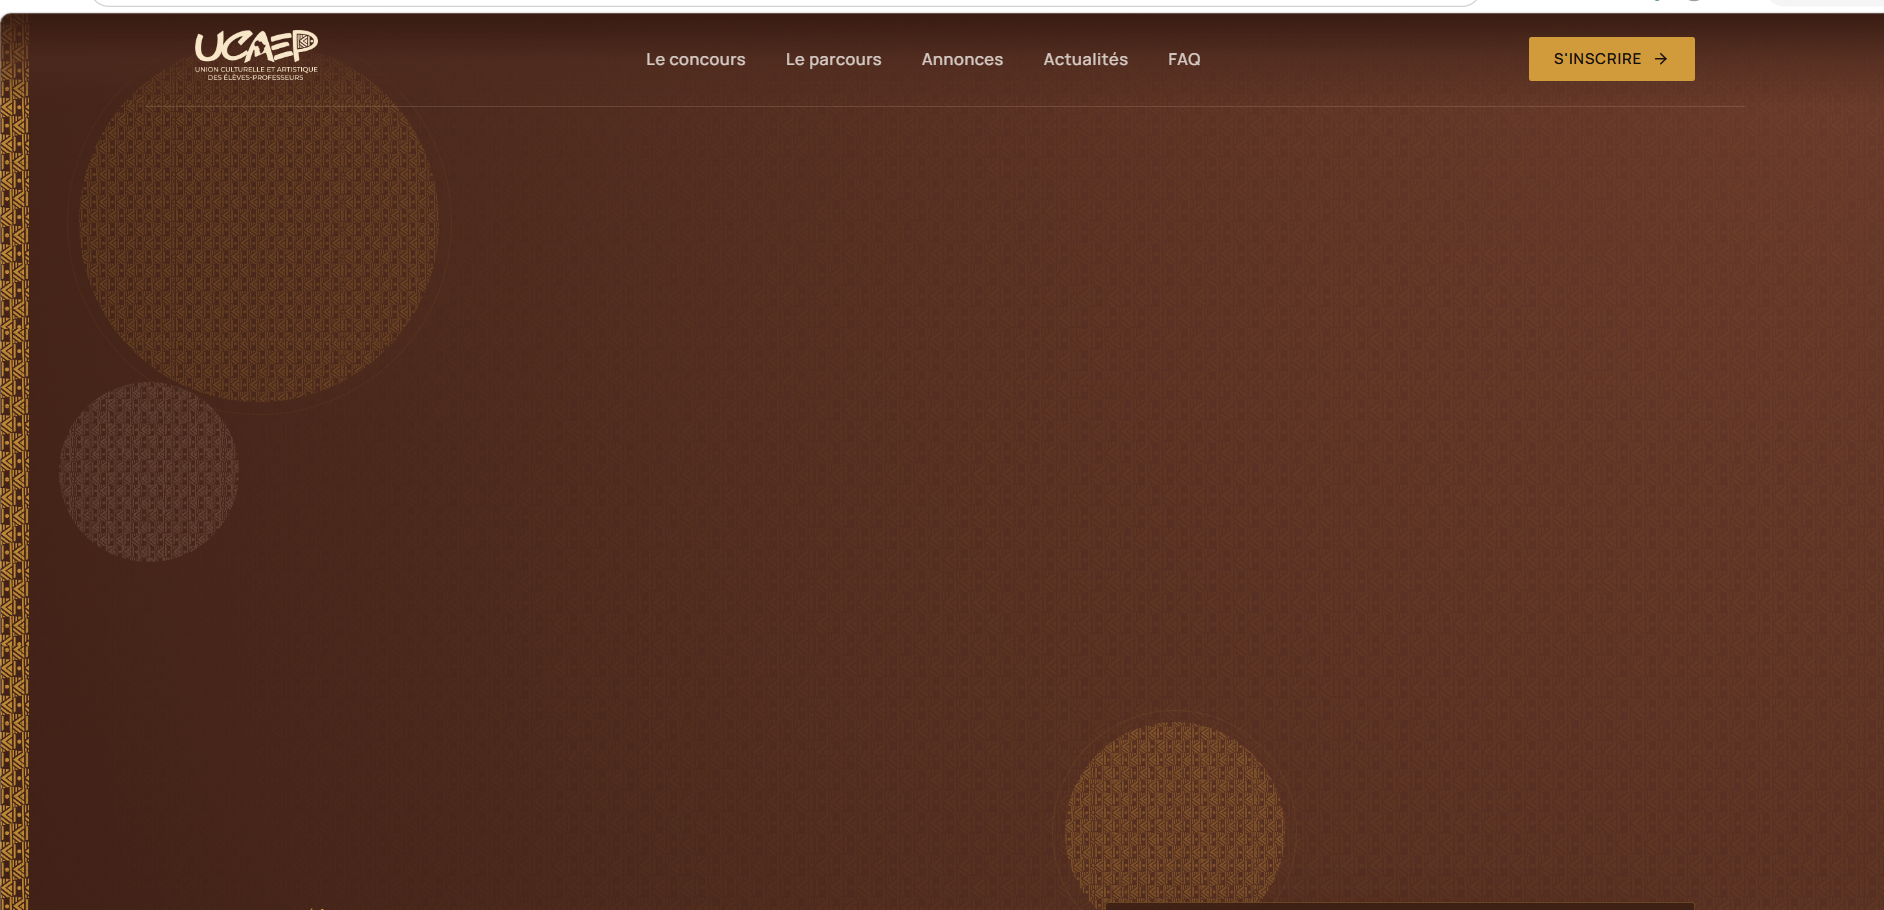 UCAEP
UNION CULTURELLE ET ARTISTIQUE
DES ÉLÈVES-PROFESSEURS
Le concours
Le parcours
Annonces
Actualités
FAQ
S'INSCRIRE →